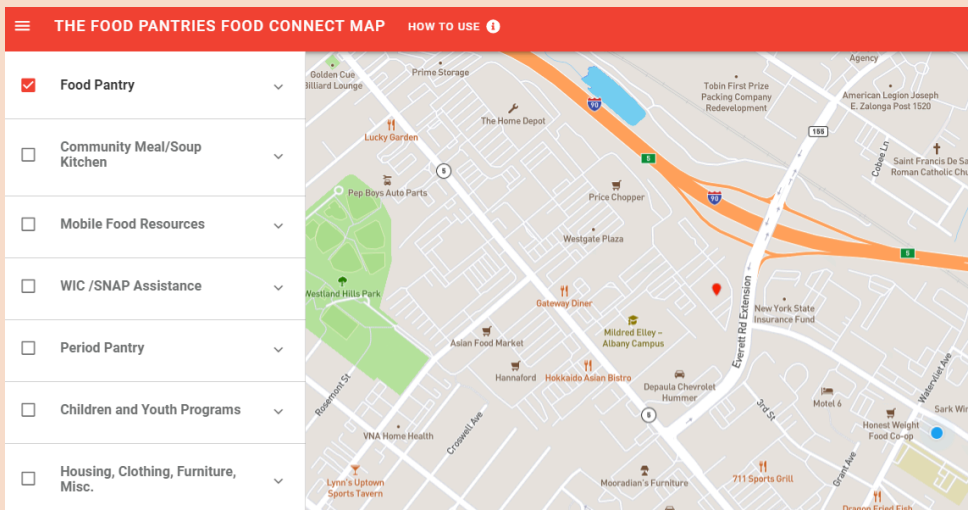 THE FOOD PANTRIES FOOD CONNECT MAP
HOW TO USE
Food Pantry
Community Meal/Soup
Kitchen
Mobile Food Resources
WIC /SNAP Assistance
Period Pantry
Children and Youth Programs
Housing, Clothing, Furniture,
Misc.
Golden Cue
Billiard Lounge
Prime Storage
Agency
90
Tobin First Prize
Packing Company
Redevelopment
American Legion Joseph
E. Zalonga Post 1520
The Home Depot
Lucky Garden
155
5
5
Cobee Ln
Saint Francis De Sa
Roman Catholic Chu
Pep Boys Auto Parts
Price Chopper
90
Westgate Plaza
5
Westland Hills Park
Gateway Diner
Everett Rd Extension
New York State
Insurance Fund
Mildred Elley –
Albany Campus
Asian Food Market
Hannaford
Hokkaido Asian Bistro
Rosemont St
Depaula Chevrolet
Hummer
Watervliet Ave
Motel 6
3rd St
5
Croswell Ave
Honest Weight
Food Co-op
Sark Wir
VNA Home Health
Grant Ave
Lynn's Uptown
Sports Tavern
Mooradian's Furniture
711 Sports Grill
Dragon Fried Fish